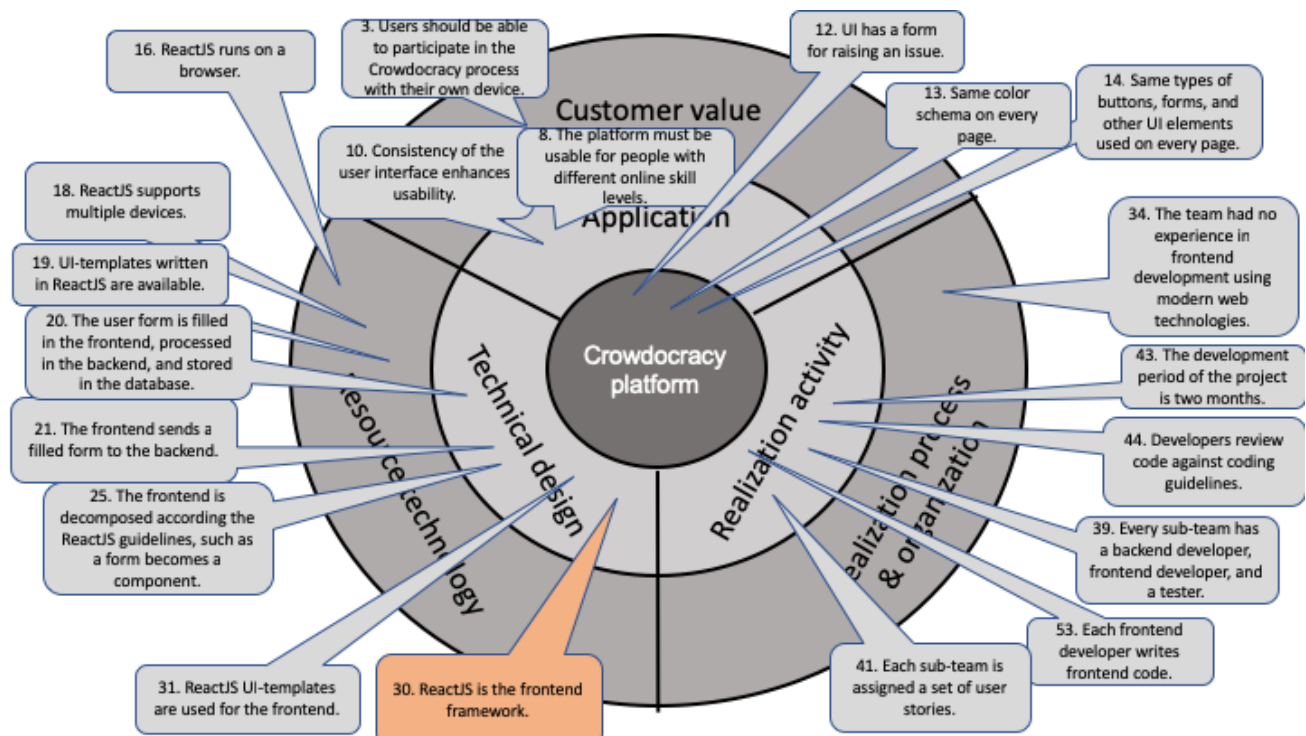 16. ReactJS runs on a
browser.
3. Users should be able
to participate in the
Crowdocracy process
with their own device.
12. UI has a form
for raising an issue.
13. Same color
schema on every
page.
14. Same types of
buttons, forms, and
other UI elements
used on every page.
Customer value
10. Consistency of the
user interface enhances
usability.
8. The platform must be
usable for people with
different online skill
levels.
Application
18. ReactJS supports
multiple devices.
19. UI-templates written
in ReactJS are available.
20. The user form is filled
in the frontend, processed
in the backend, and stored
in the database.
21. The frontend sends a
filled form to the backend.
25. The frontend is
decomposed according the
ReactJS guidelines, such as
a form becomes a
component.
31. ReactJS UI-templates
are used for the frontend.
30. ReactJS is the frontend
framework.
Resource technology
Technical design
Crowdocracy
platform
Realization activity
Realization process
& organization
34. The team had no
experience in
frontend
development using
modern web
technologies.
43. The development
period of the project
is two months.
44. Developers review
code against coding
guidelines.
39. Every sub-team has
a backend developer,
frontend developer, and
a tester.
53. Each frontend
developer writes
frontend code.
41. Each sub-team is
assigned a set of user
stories.